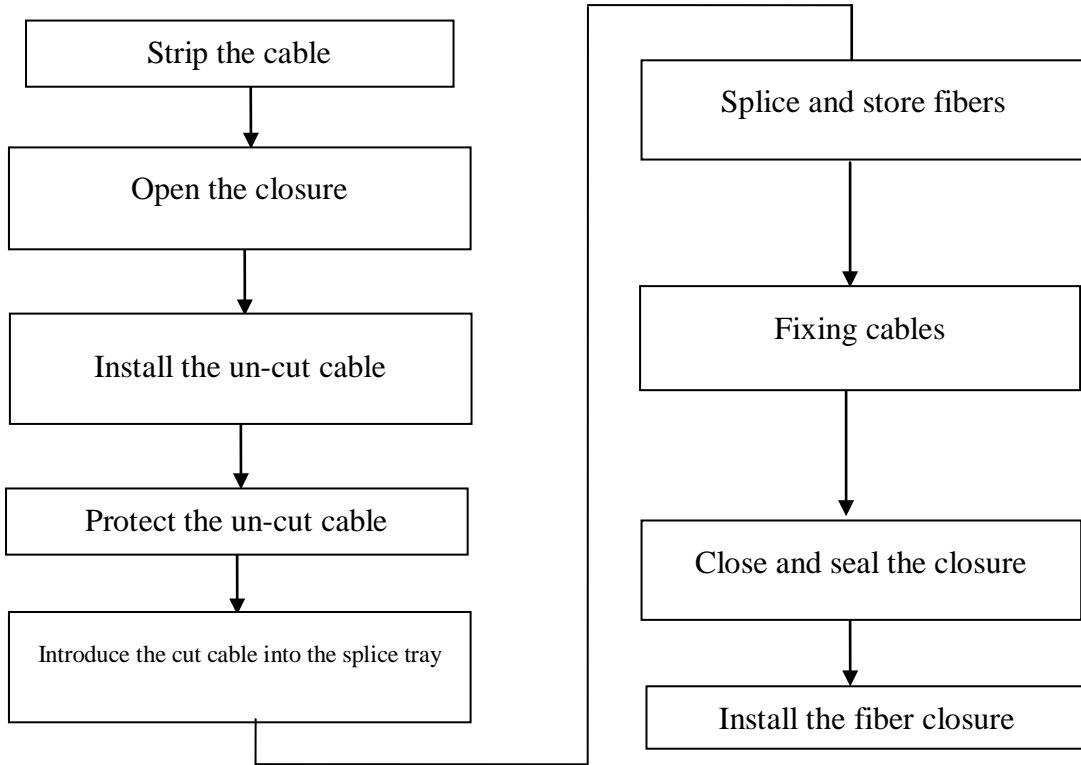 Strip the cable
Open the closure
Install the un-cut cable
Protect the un-cut cable
Introduce the cut cable into the splice tray
Splice and store fibers
Fixing cables
Close and seal the closure
Install the fiber closure